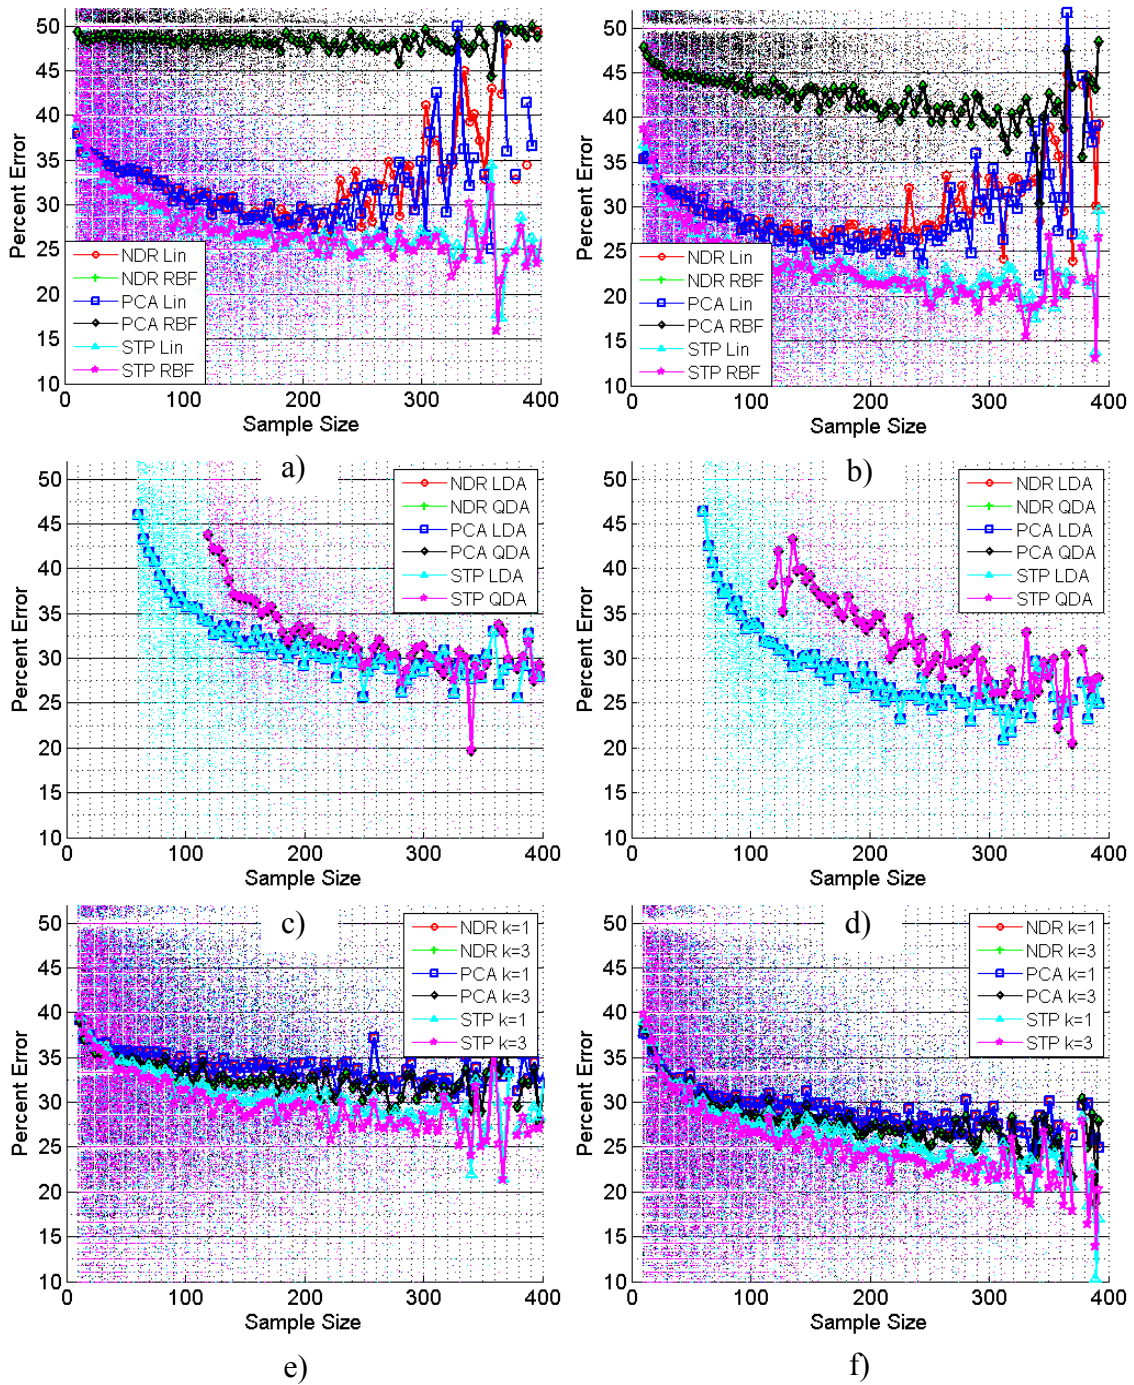 50
45
40
35
30
25
20
15
10
Percent Error
NDR Lin
NDR RBF
PCA Lin
PCA RBF
STP Lin
STP RBF
0 100 200 300 400
Sample Size
a)
50
45
40
35
30
25
20
15
10
Percent Error
NDR Lin
NDR RBF
PCA Lin
PCA RBF
STP Lin
STP RBF
0 100 200 300 400
Sample Size
b)
50
45
40
35
30
25
20
15
10
Percent Error
NDR LDA
NDR QDA
PCA LDA
PCA QDA
STP LDA
STP QDA
0 100 200 300 400
Sample Size
c)
50
45
40
35
30
25
20
15
10
Percent Error
NDR LDA
NDR QDA
PCA LDA
PCA QDA
STP LDA
STP QDA
0 100 200 300 400
Sample Size
d)
50
45
40
35
30
25
20
15
10
Percent Error
NDR k=1
NDR k=3
PCA k=1
PCA k=3
STP k=1
STP k=3
0 100 200 300 400
Sample Size
e)
50
45
40
35
30
25
20
15
10
Percent Error
NDR k=1
NDR k=3
PCA k=1
PCA k=3
STP k=1
STP k=3
0 100 200 300 400
Sample Size
f)